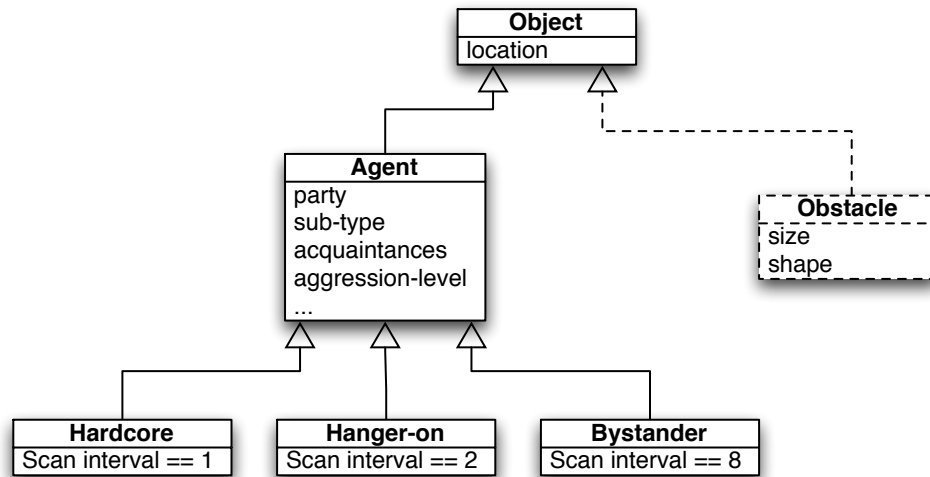 Object
location
Agent
party
sub-type
acquaintances
aggression-level
...
Obstacle
size
shape
Hardcore
Scan interval == 1
Hanger-on
Scan interval == 2
Bystander
Scan interval == 8